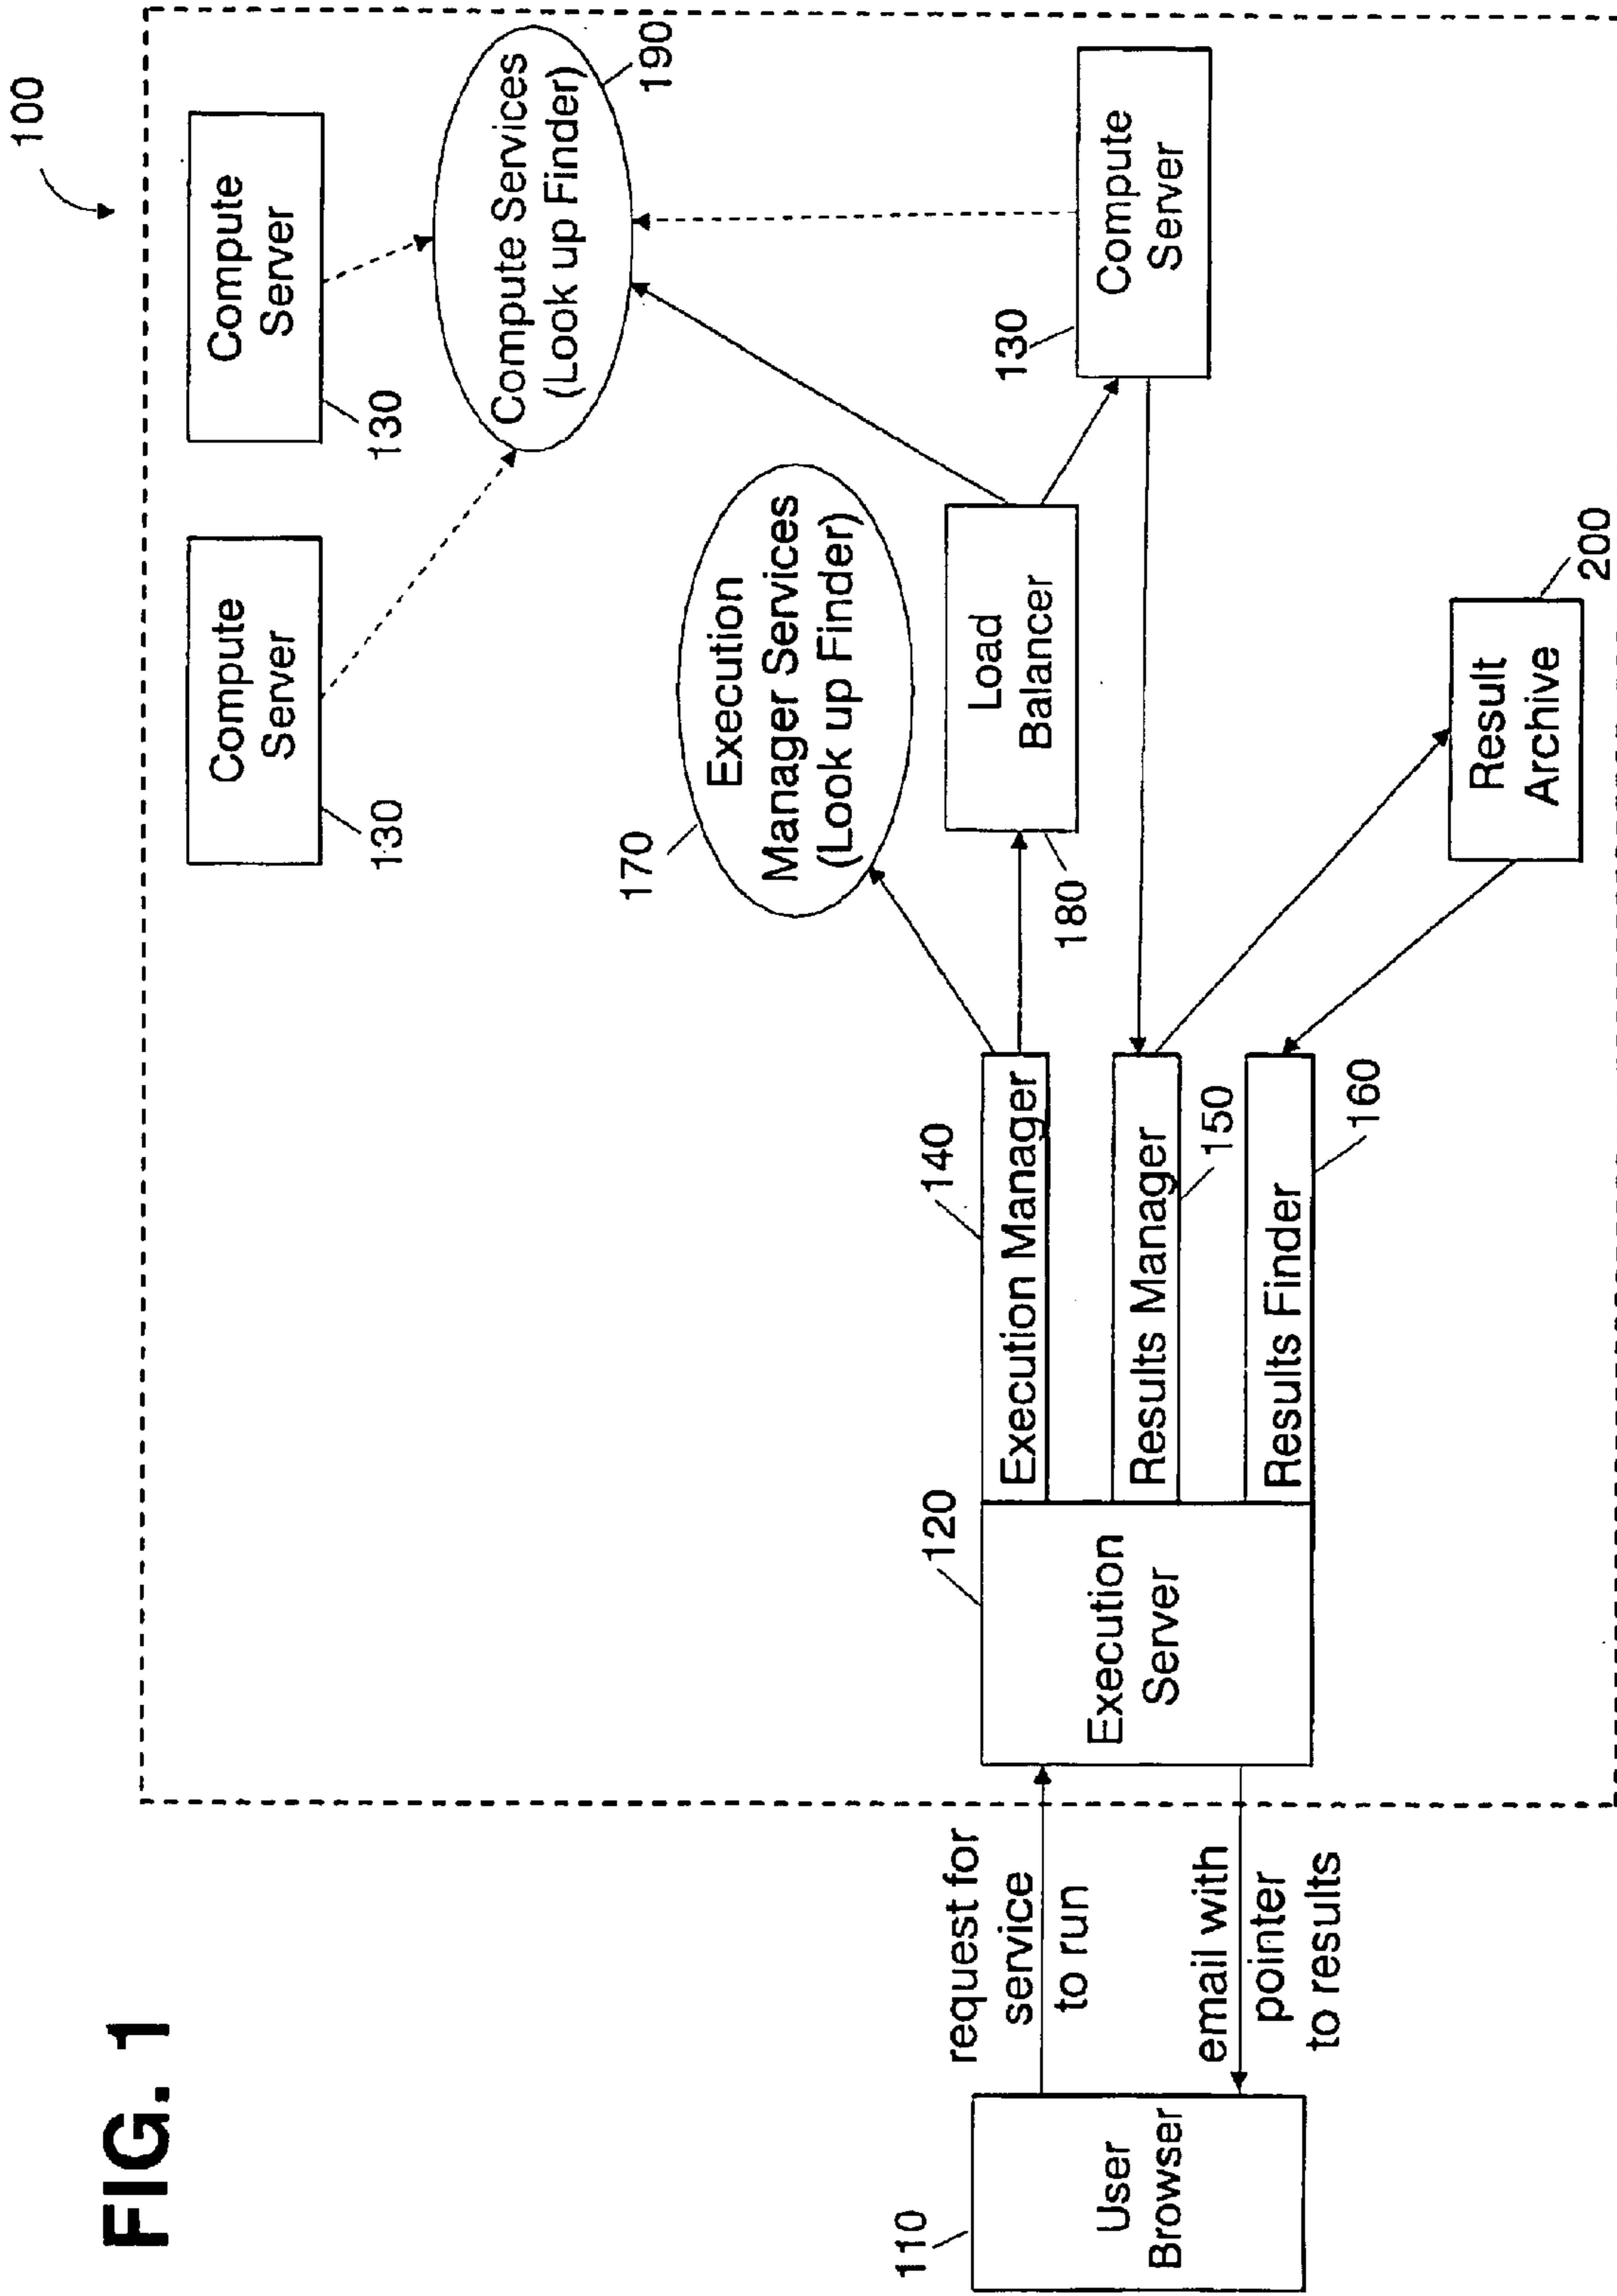 FIG. 1
100
Compute
Server
130
Compute
Server
130
Compute Services
(Look up Finder)
190
170
Execution
Manager Services
(Look up Finder)
110
User
Browser
request for
service
to run
email with
pointer
to results
120
Execution
Server
140
Execution Manager
Results Manager
150
Results Finder
160
Load
Balancer
180
130
Compute
Server
Result
Archive
200